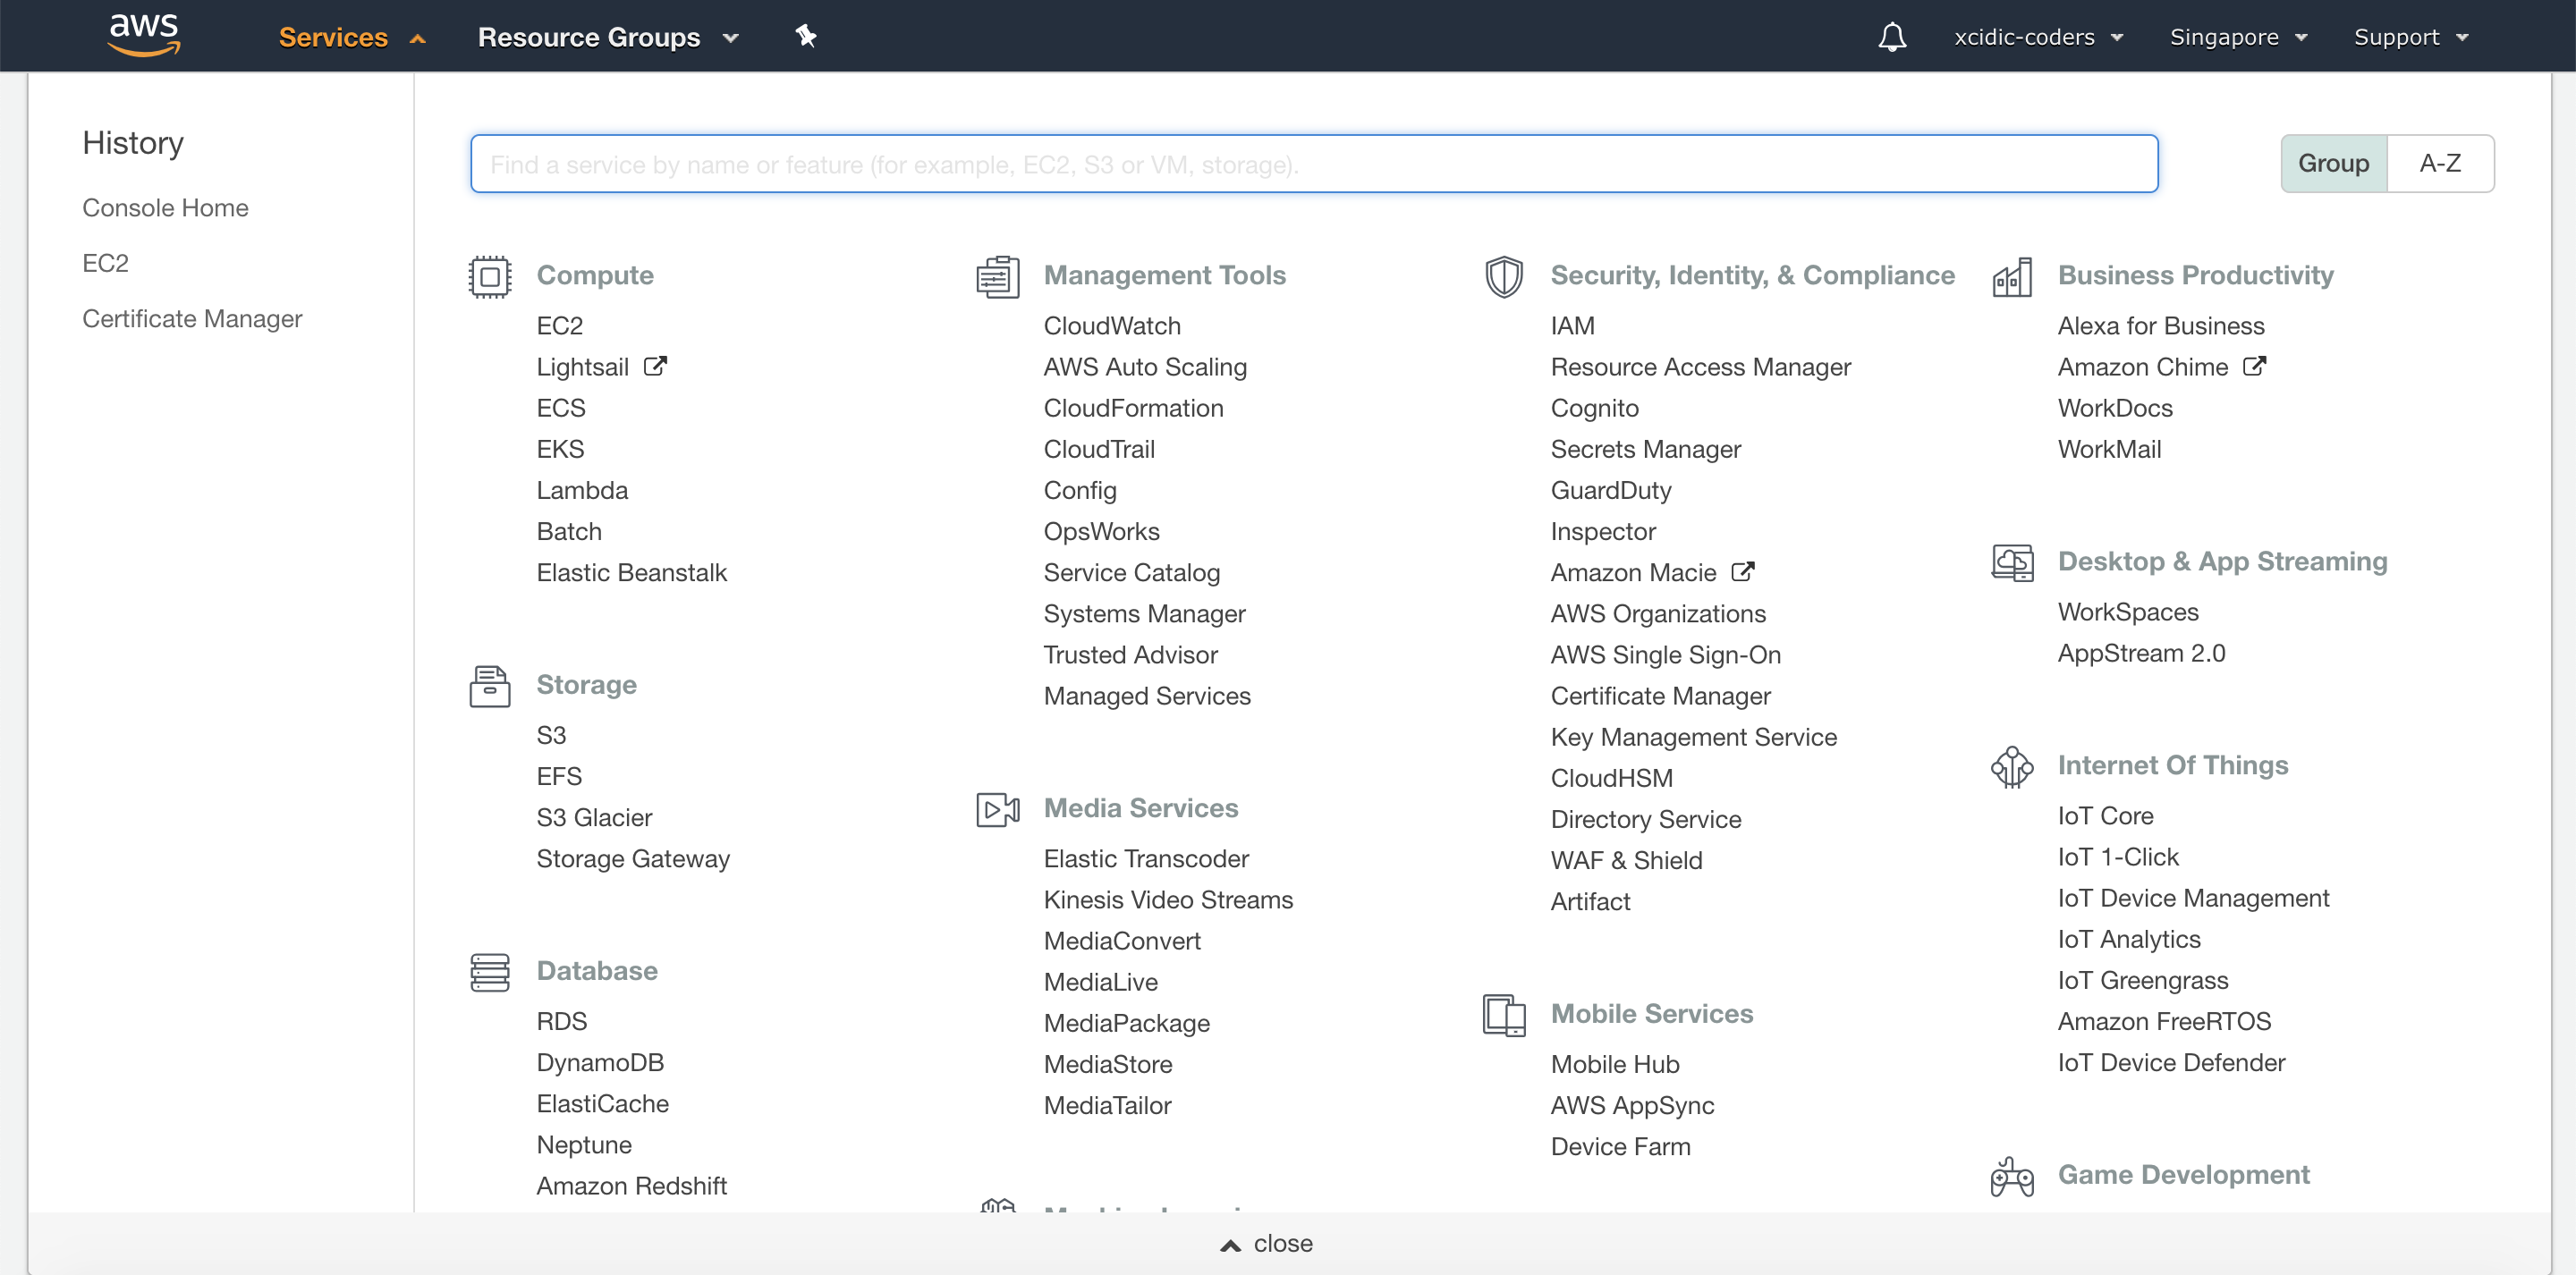 aws
Services
Resource Groups
xcidic-coders
Singapore
Support
History
Console Home
EC2
Certificate Manager
Find a service by name or feature (for example, EC2, S3 or VM, storage).
Group
A-Z
Compute
EC2
Lightsail
ECS
EKS
Lambda
Batch
Elastic Beanstalk
Storage
S3
EFS
S3 Glacier
Storage Gateway
Database
RDS
DynamoDB
ElastiCache
Neptune
Amazon Redshift
Management Tools
CloudWatch
AWS Auto Scaling
CloudFormation
CloudTrail
Config
OpsWorks
Service Catalog
Systems Manager
Trusted Advisor
Managed Services
Media Services
Elastic Transcoder
Kinesis Video Streams
MediaConvert
MediaLive
MediaPackage
MediaStore
MediaTailor
Security, Identity, & Compliance
IAM
Resource Access Manager
Cognito
Secrets Manager
GuardDuty
Inspector
Amazon Macie
AWS Organizations
AWS Single Sign-On
Certificate Manager
Key Management Service
CloudHSM
Directory Service
WAF & Shield
Artifact
Mobile Services
Mobile Hub
AWS AppSync
Device Farm
Business Productivity
Alexa for Business
Amazon Chime
WorkDocs
WorkMail
Desktop & App Streaming
WorkSpaces
AppStream 2.0
Internet Of Things
IoT Core
IoT 1-Click
IoT Device Management
IoT Analytics
IoT Greengrass
Amazon FreeRTOS
IoT Device Defender
Game Development
close